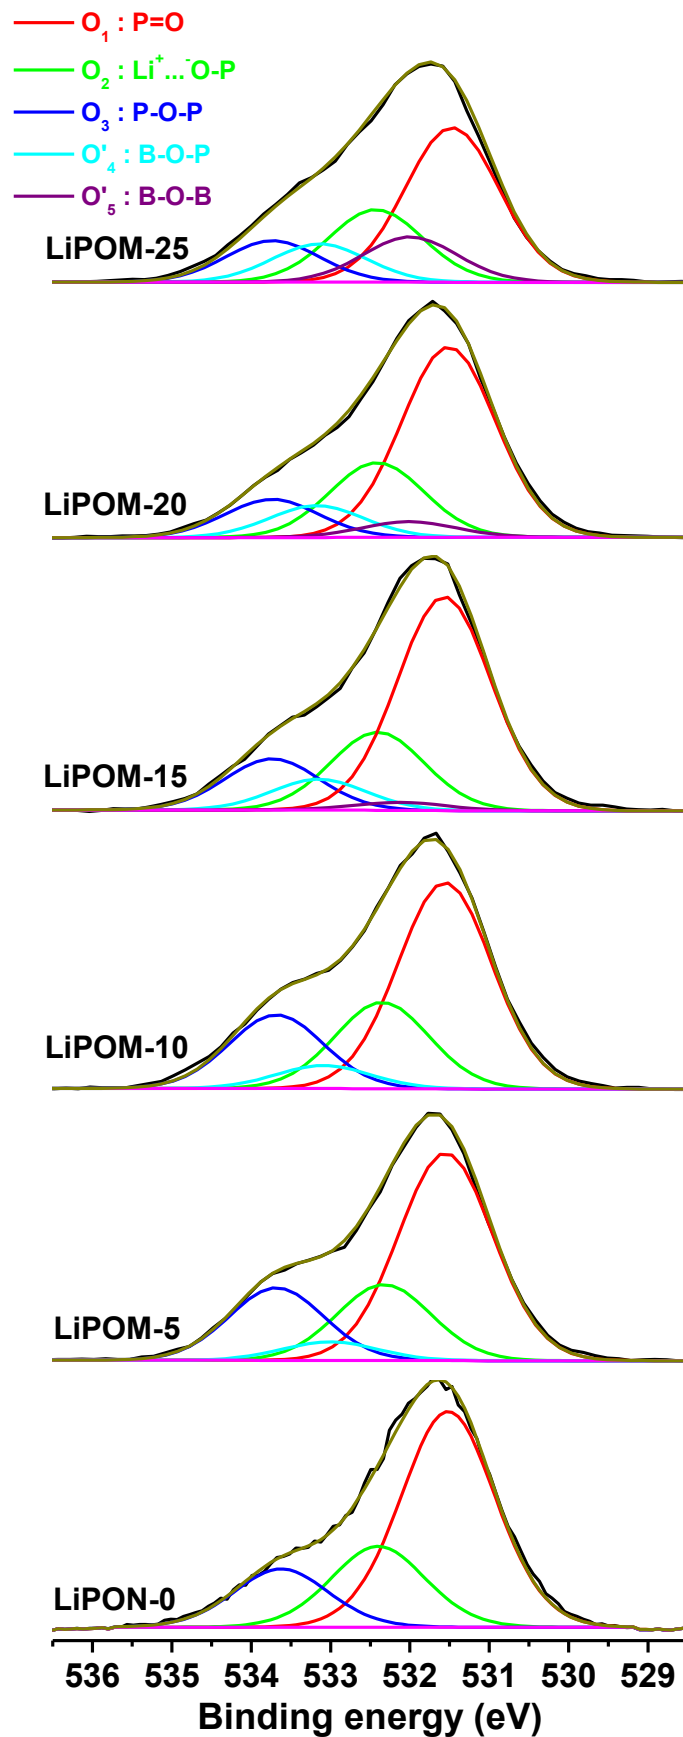 O₁ : P=O
O₂ : Li⁺...⁻O-P
O₃ : P-O-P
O'₄ : B-O-P
O'₅ : B-O-B
LiPOM-25
LiPOM-20
LiPOM-15
LiPOM-10
LiPOM-5
LiPON-0
536 535 534 533 532 531 530 529
Binding energy (eV)